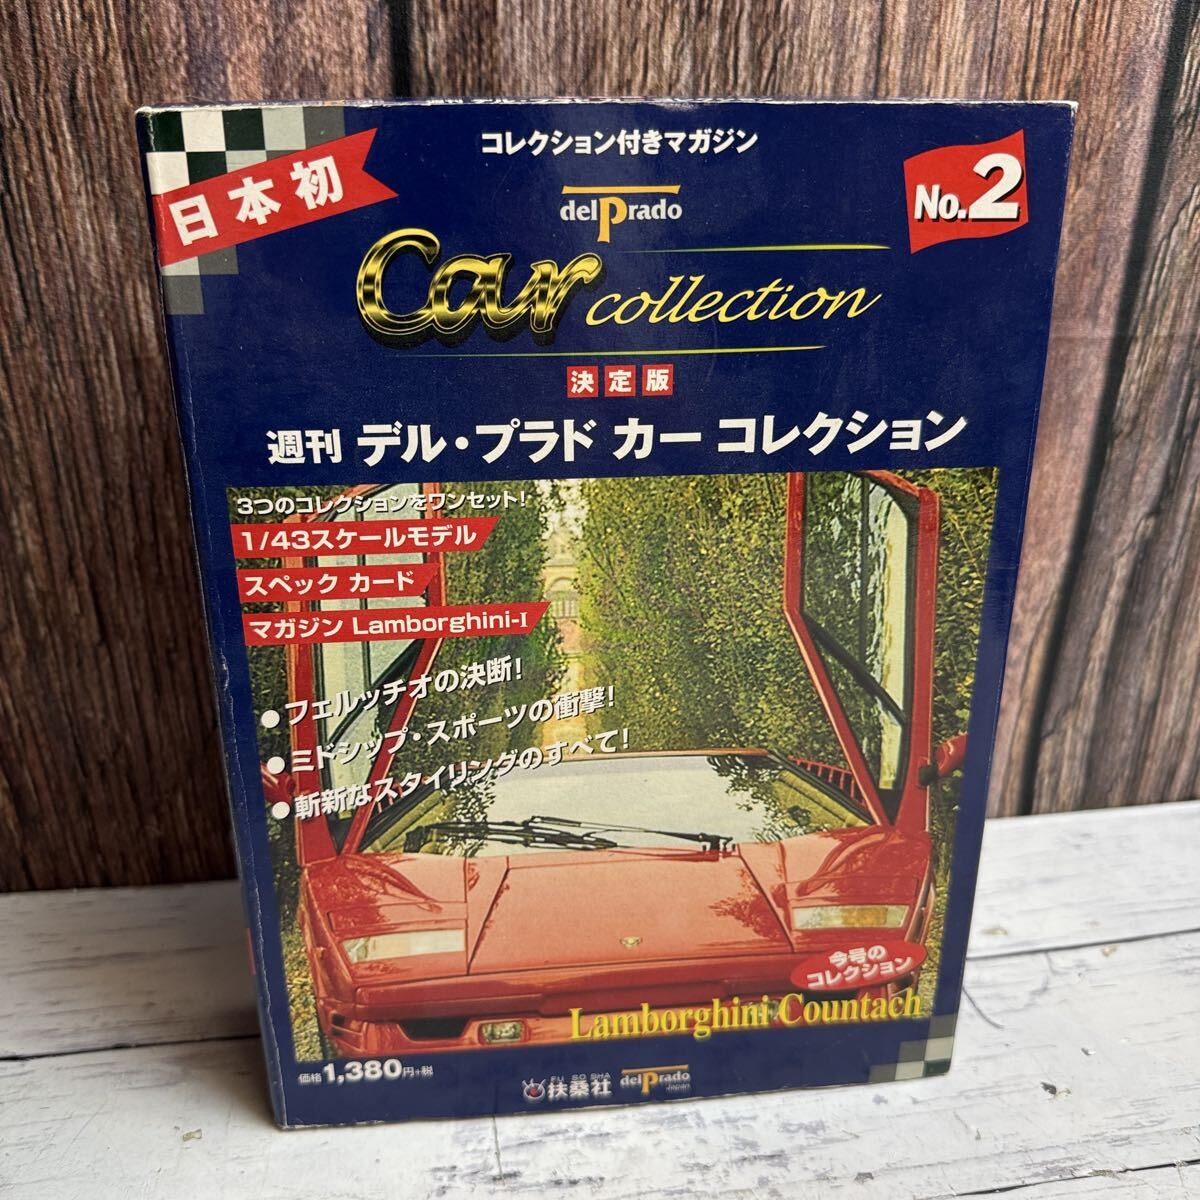 コレクション付きマガジン
日本初
No.2
delPrado
Car collection
決定版
週刊 デル・プラド カー コレクション
3つのコレクションをワンセット!
1/43スケールモデル
スペック カード
マガジン Lamborghini-I
●フェルッチオの決断!
●ミドシップ・スポーツの衝撃!
●斬新なスタイリングのすべて!
今号の
コレクション
Lamborghini Countach
価格1,380円+税
FU SO SHA
扶桑社
delPrado
Japan